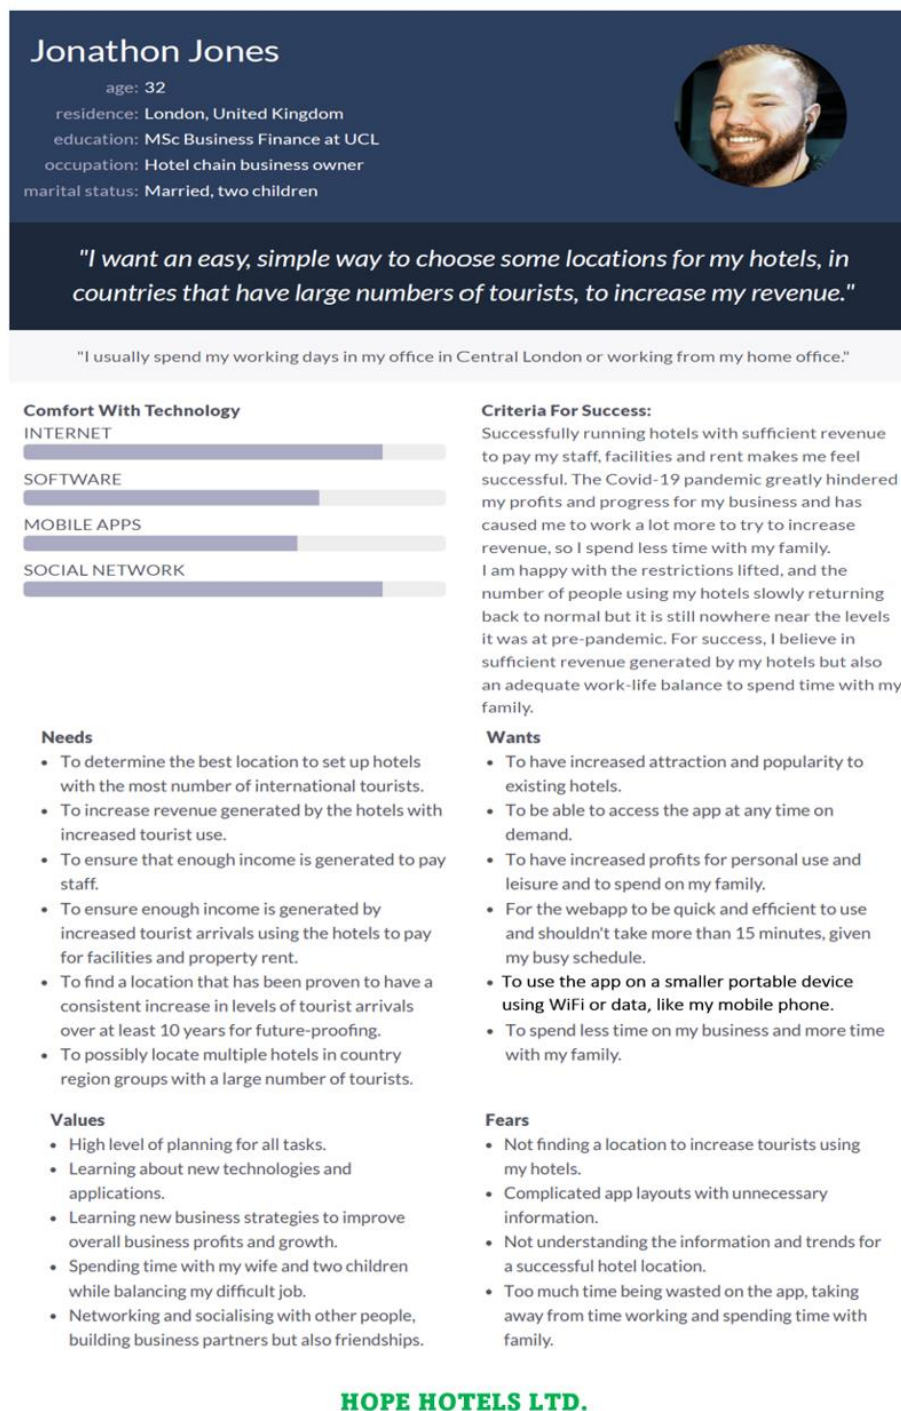 Jonathon Jones
age: 32
residence: London, United Kingdom
education: MSc Business Finance at UCL
occupation: Hotel chain business owner
marital status: Married, two children
"I want an easy, simple way to choose some locations for my hotels, in
countries that have large numbers of tourists, to increase my revenue."
"I usually spend my working days in my office in Central London or working from my home office."
Comfort With Technology
INTERNET
SOFTWARE
MOBILE APPS
SOCIAL NETWORK
Criteria For Success:
Successfully running hotels with sufficient revenue
to pay my staff, facilities and rent makes me feel
successful. The Covid-19 pandemic greatly hindered
my profits and progress for my business and has
caused me to work a lot more to try to increase
revenue, so I spend less time with my family.
I am happy with the restrictions lifted, and the
number of people using my hotels slowly returning
back to normal but it is still nowhere near the levels
it was at pre-pandemic. For success, I believe in
sufficient revenue generated by my hotels but also
an adequate work-life balance to spend time with my
family.
Needs
• To determine the best location to set up hotels
with the most number of international tourists.
• To increase revenue generated by the hotels with
increased tourist use.
• To ensure that enough income is generated to pay
staff.
• To ensure enough income is generated by
increased tourist arrivals using the hotels to pay
for facilities and property rent.
• To find a location that has been proven to have a
consistent increase in levels of tourist arrivals
over at least 10 years for future-proofing.
• To possibly locate multiple hotels in country
region groups with a large number of tourists.
Wants
• To have increased attraction and popularity to
existing hotels.
• To be able to access the app at any time on
demand.
• To have increased profits for personal use and
leisure and to spend on my family.
• For the webapp to be quick and efficient to use
and shouldn't take more than 15 minutes, given
my busy schedule.
• To use the app on a smaller portable device
using WiFi or data, like my mobile phone.
• To spend less time on my business and more time
with my family.
Values
• High level of planning for all tasks.
• Learning about new technologies and
applications.
• Learning new business strategies to improve
overall business profits and growth.
• Spending time with my wife and two children
while balancing my difficult job.
• Networking and socialising with other people,
building business partners but also friendships.
Fears
• Not finding a location to increase tourists using
my hotels.
• Complicated app layouts with unnecessary
information.
• Not understanding the information and trends for
a successful hotel location.
• Too much time being wasted on the app, taking
away from time working and spending time with
family.
HOPE HOTELS LTD.